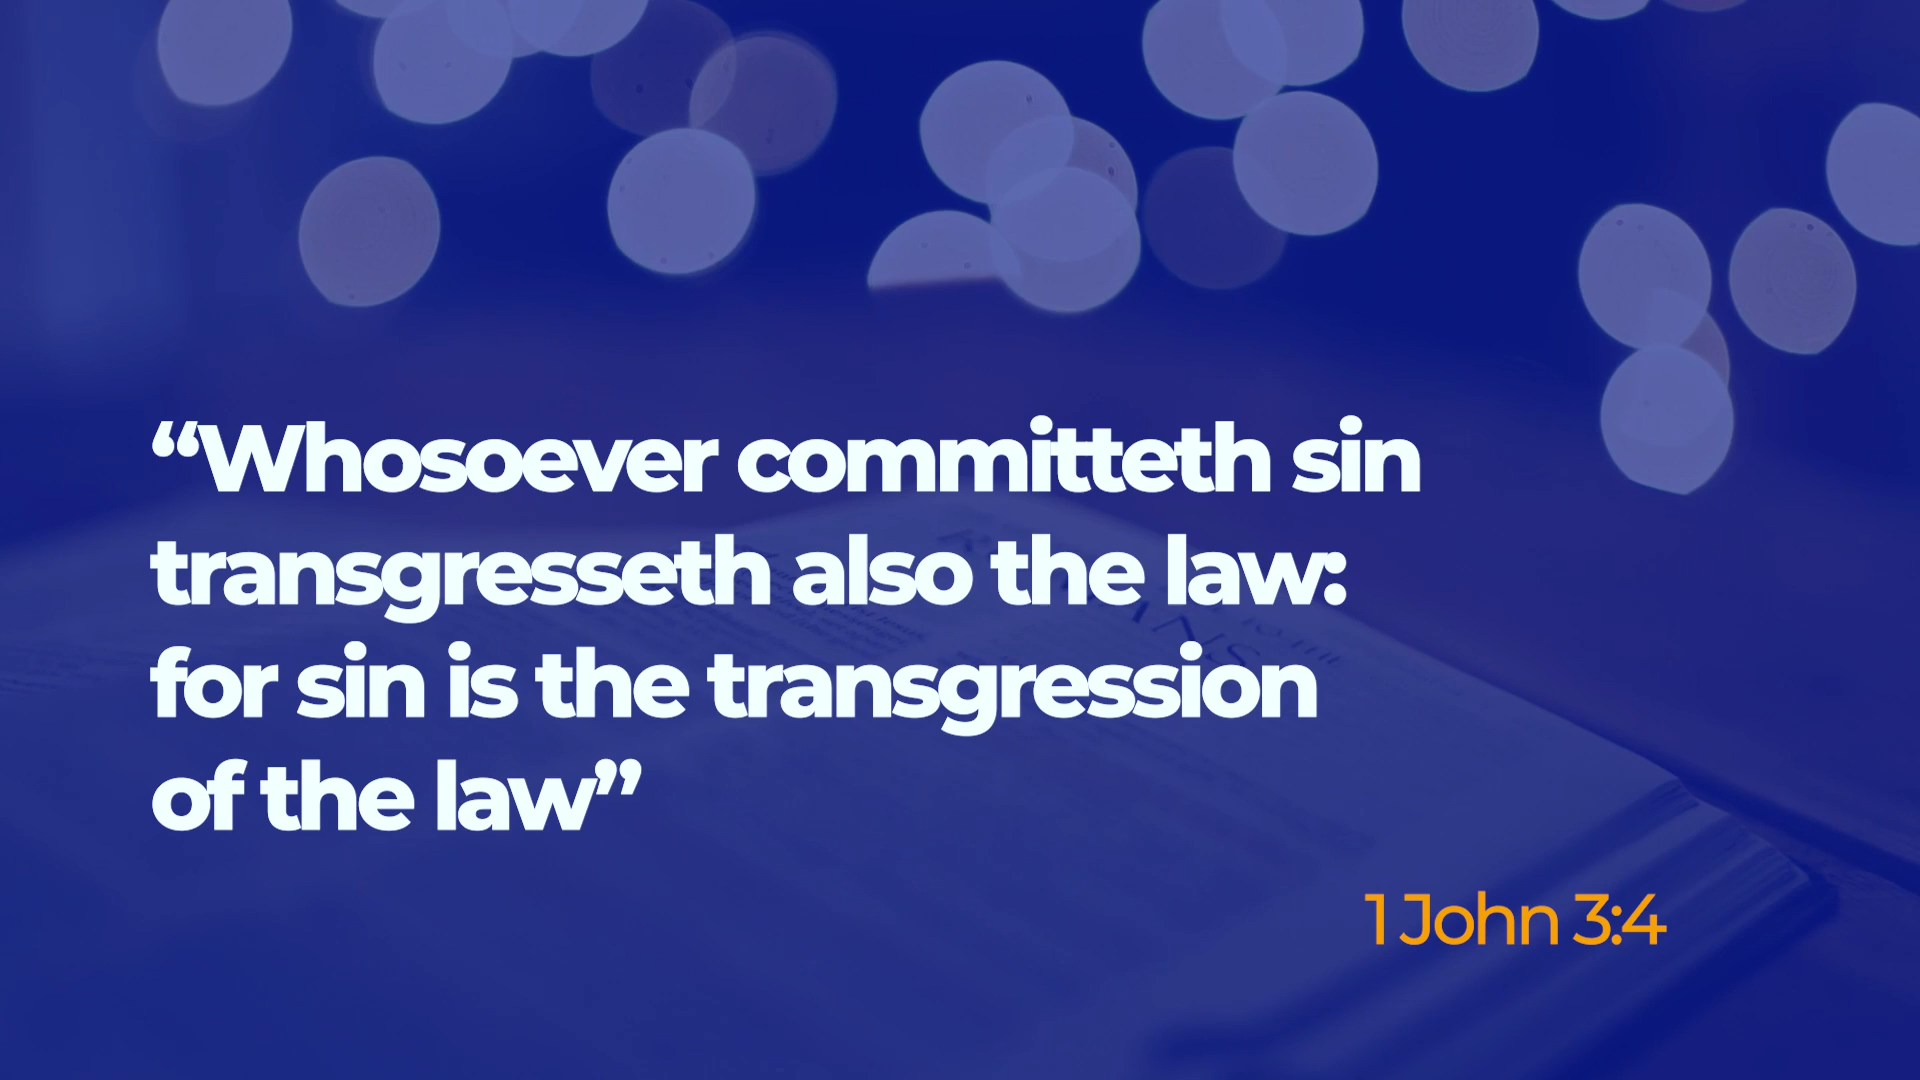 “Whosoever committeth sin
transgresseth also the law:
for sin is the transgression
of the law”
1 John 3:4